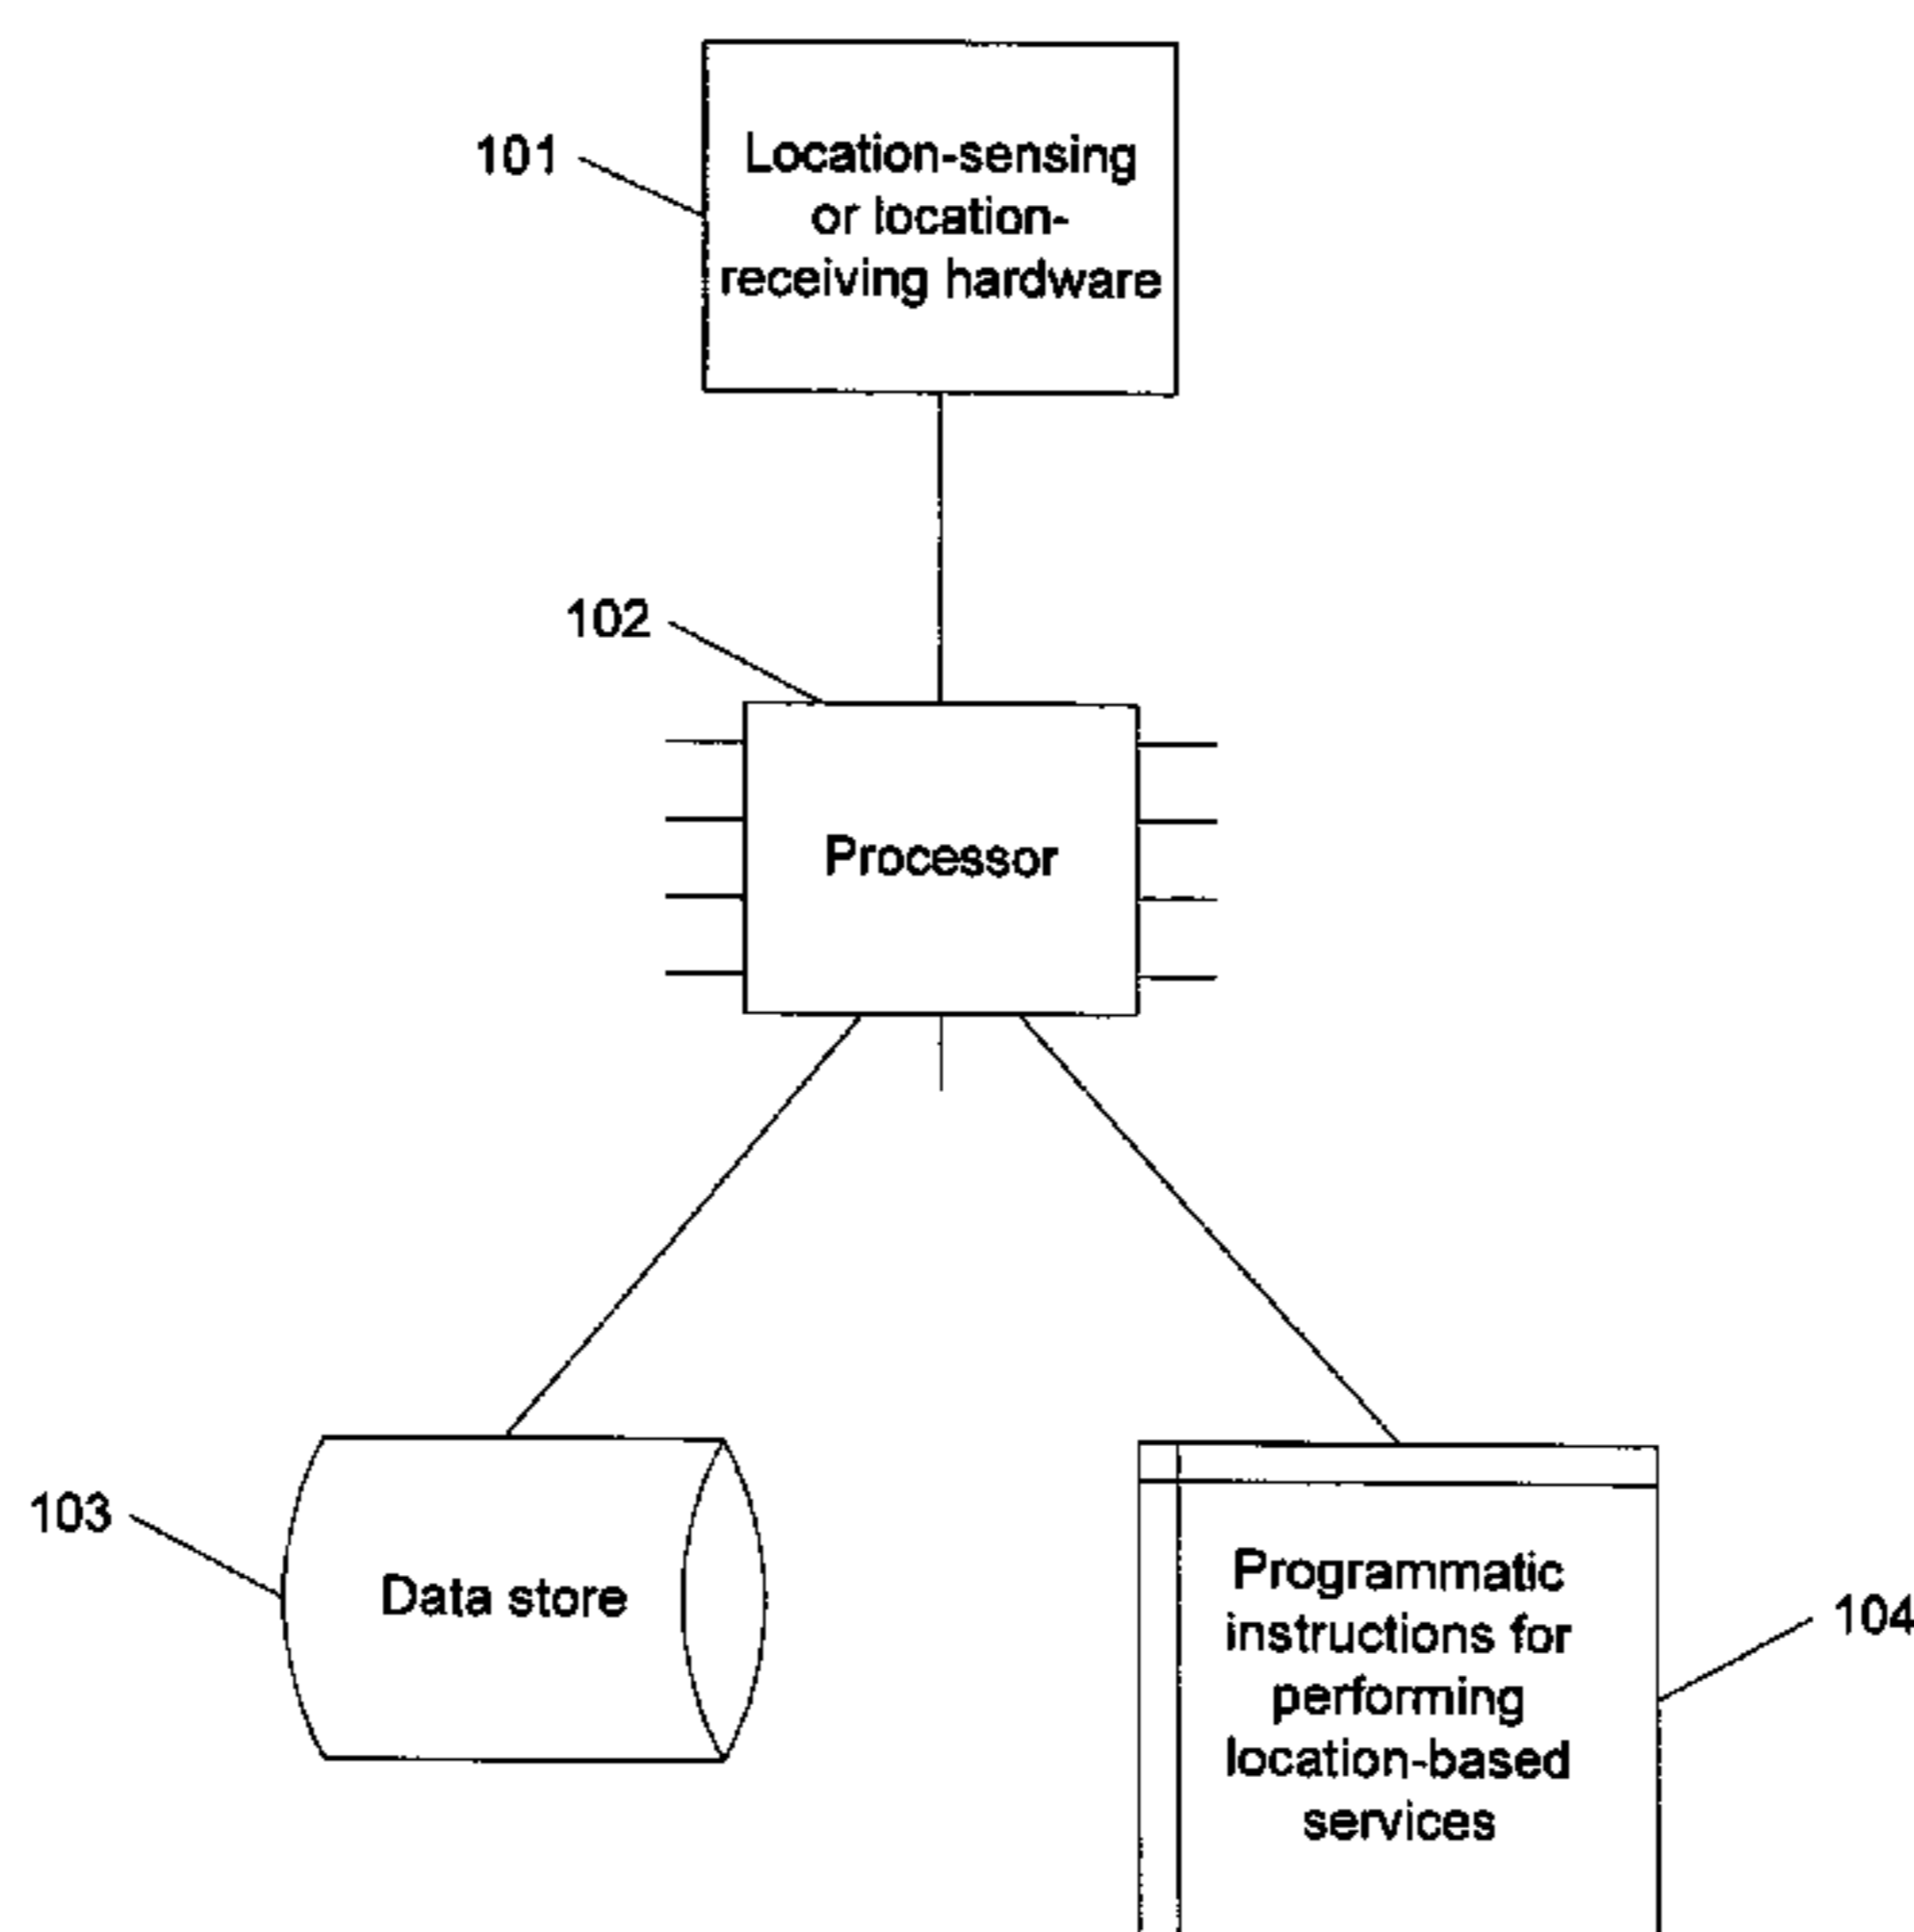 101
Location-sensing
or location-
receiving hardware
102
Processor
103
Data store
Programmatic
instructions for
performing
location-based
services
104